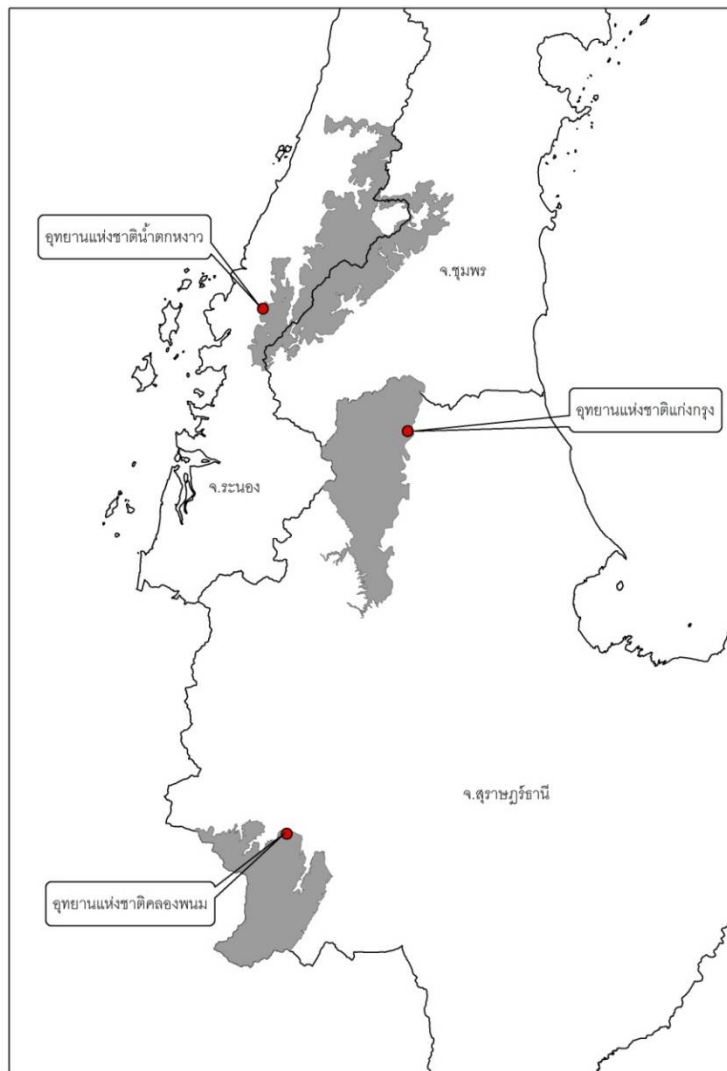 อุทยานแห่งชาติน้ำตกหงาว
จ.ชุมพร
อุทยานแห่งชาติแก่งกรุง
จ.ระนอง
จ.สุราษฎร์ธานี
อุทยานแห่งชาติคลองพนม